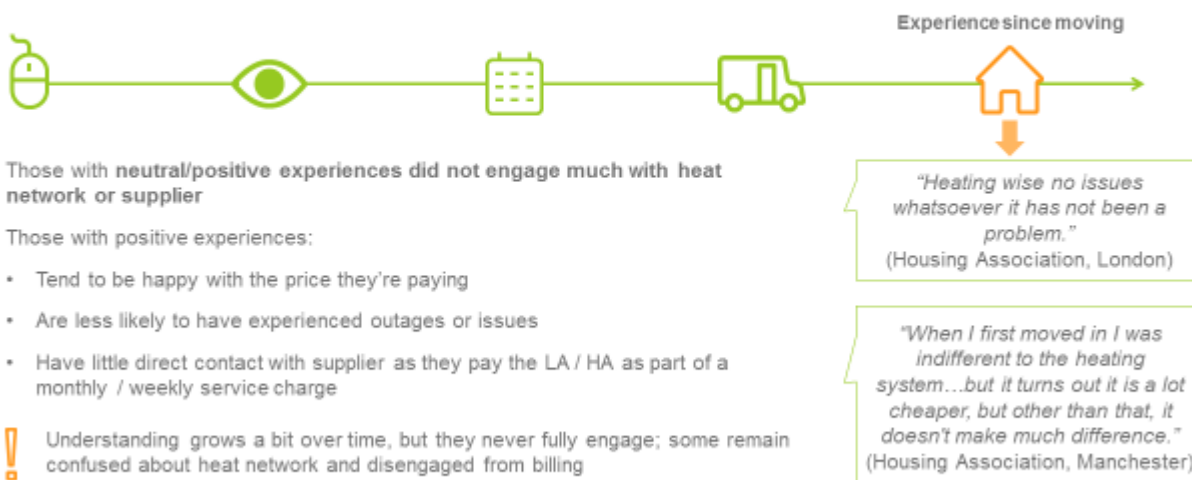 Experience since moving
Those with neutral/positive experiences did not engage much with heat
network or supplier
Those with positive experiences:
• Tend to be happy with the price they're paying
• Are less likely to have experienced outages or issues
• Have little direct contact with supplier as they pay the LA / HA as part of a
monthly / weekly service charge
Understanding grows a bit over time, but they never fully engage; some remain
confused about heat network and disengaged from billing
"Heating wise no issues
whatsoever it has not been a
problem."
(Housing Association, London)
"When I first moved in I was
indifferent to the heating
system…but it turns out it is a lot
cheaper, but other than that, it
doesn't make much difference."
(Housing Association, Manchester)